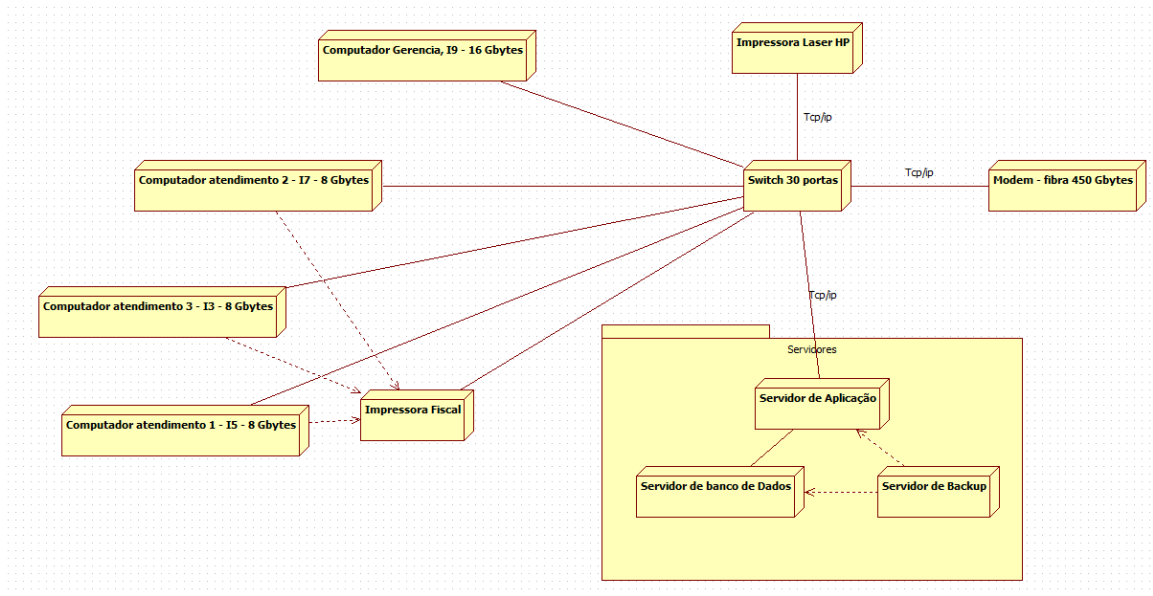 Impressora Laser HP
Computador Gerencia, I9 - 16 Gbytes
Tcp/ip
Tcp/ip
Computador atendimento 2 - I7 - 8 Gbytes
Switch 30 portas
Modem - fibra 450 Gbytes
Tcp/ip
Computador atendimento 3 - I3 - 8 Gbytes
Servidores
Servidor de Aplicação
Impressora Fiscal
Computador atendimento 1 - I5 - 8 Gbytes
Servidor de banco de Dados
Servidor de Backup